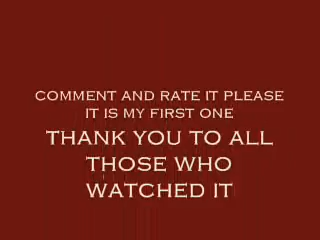 COMMENT AND RATE IT PLEASE
IT IS MY FIRST ONE
THANK YOU TO ALL
THOSE WHO
WATCHED IT